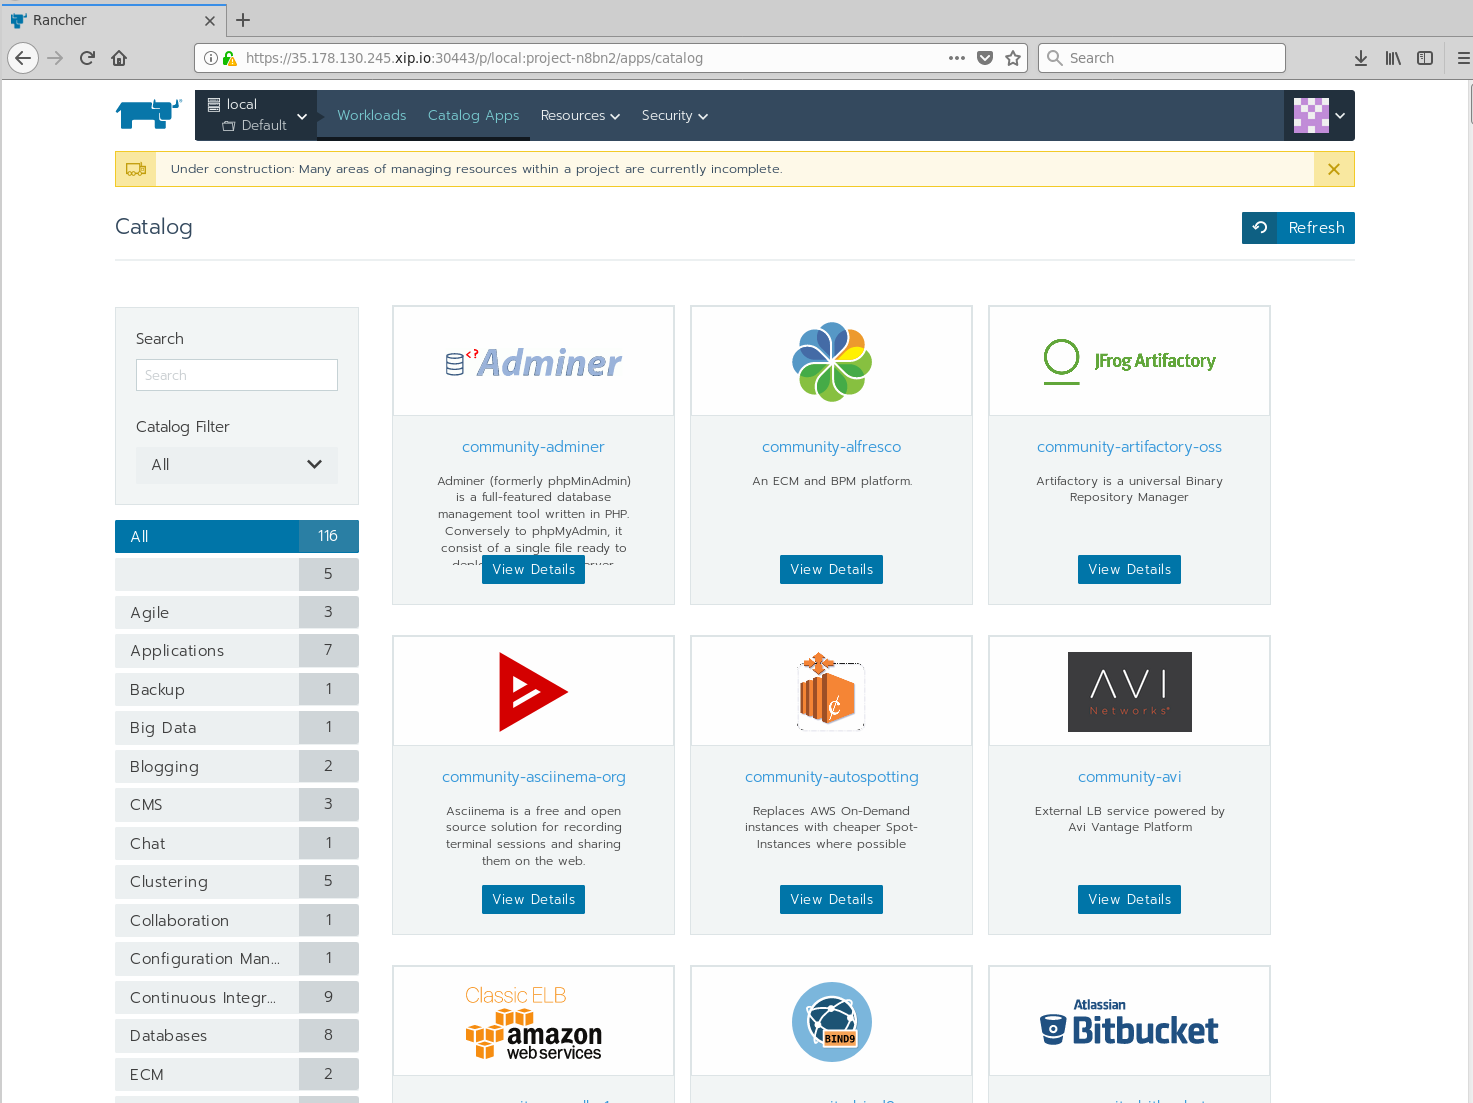 Rancher
https://35.178.130.245.xip.io:30443/p/local:project-n8bn2/apps/catalog
Search
local
Default
Workloads
Catalog Apps
Resources
Security
Under construction: Many areas of managing resources within a project are currently incomplete.
Catalog
Refresh
Search
Search
Catalog Filter
All
All 116
5
Agile 3
Applications 7
Backup 1
Big Data 1
Blogging 2
CMS 3
Chat 1
Clustering 5
Collaboration 1
Configuration Man... 1
Continuous Integr... 9
Databases 8
ECM 2
<? Adminer
community-adminer
Adminer (formerly phpMinAdmin)
is a full-featured database
management tool written in PHP.
Conversely to phpMyAdmin, it
consist of a single file ready to
View Details
community-alfresco
An ECM and BPM platform.
View Details
JFrog Artifactory
community-artifactory-oss
Artifactory is a universal Binary
Repository Manager
View Details
community-asciinema-org
Asciinema is a free and open
source solution for recording
terminal sessions and sharing
them on the web.
View Details
¢
community-autospotting
Replaces AWS On-Demand
instances with cheaper Spot-
Instances where possible
View Details
AVI
Networks
community-avi
External LB service powered by
Avi Vantage Platform
View Details
Classic ELB
amazon
webservices
BIND9
Atlassian
Bitbucket